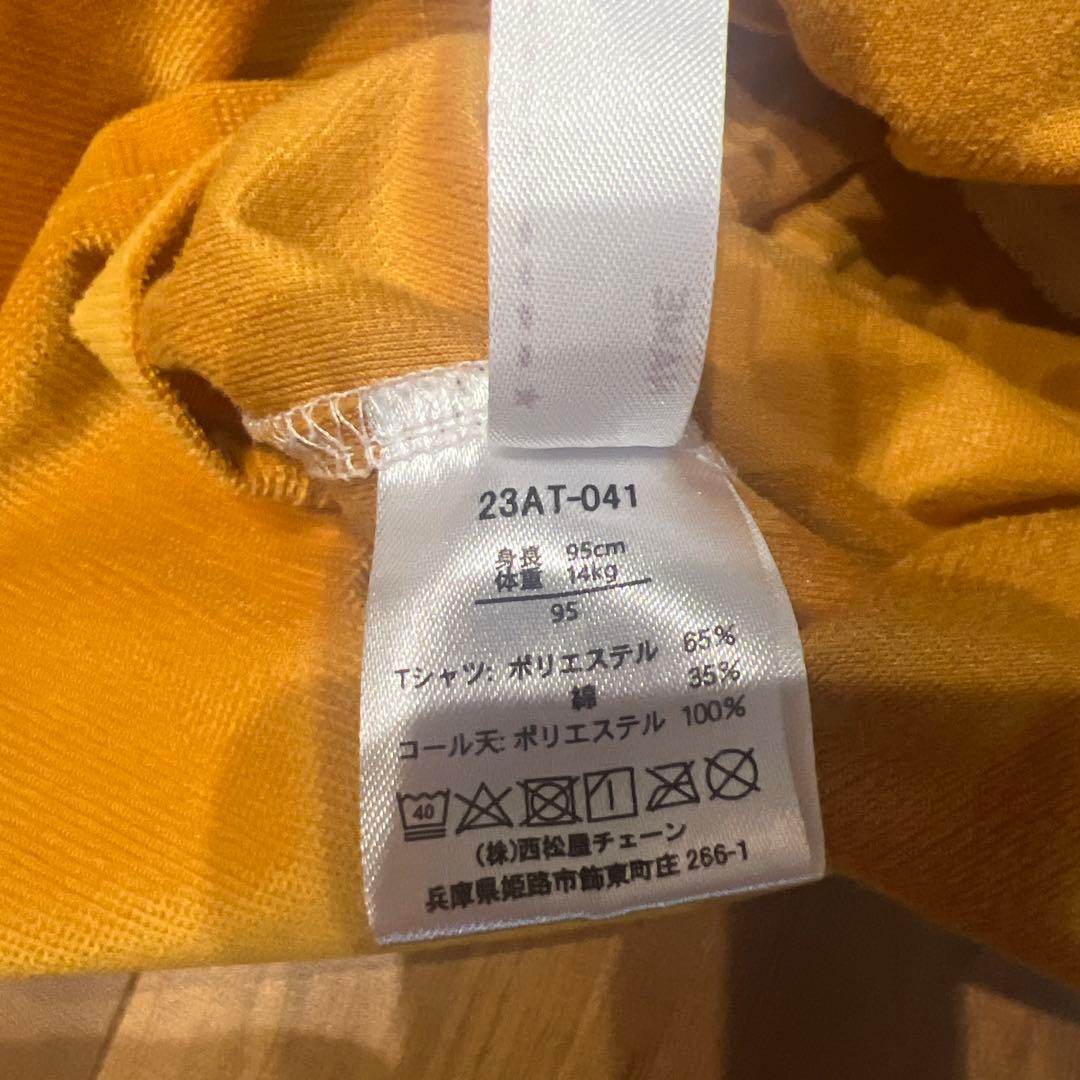 23AT-041
身長 95cm
体重 14kg
95
Tシャツ: ポリエステル 65%
綿 35%
コール天: ポリエステル 100%
40
(株)西松屋チェーン
兵庫県姫路市飾東町庄 266-1